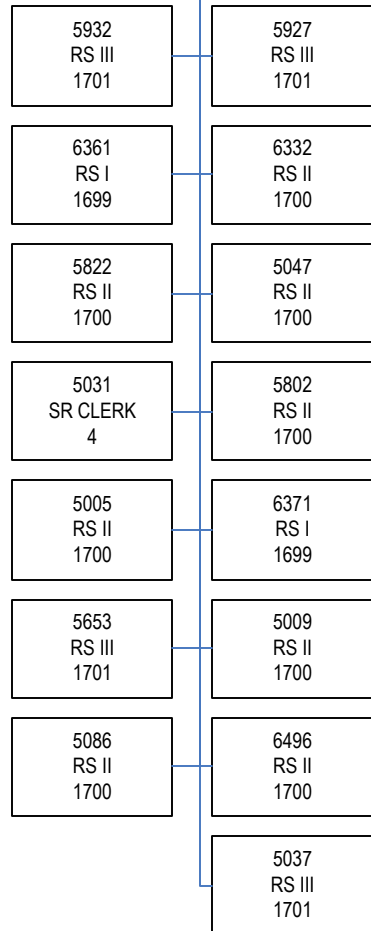 5932
RS III
1701
5927
RS III
1701
6361
RS I
1699
6332
RS II
1700
5822
RS II
1700
5047
RS II
1700
5031
SR CLERK
4
5802
RS II
1700
5005
RS II
1700
6371
RS I
1699
5653
RS III
1701
5009
RS II
1700
5086
RS II
1700
6496
RS II
1700
5037
RS III
1701